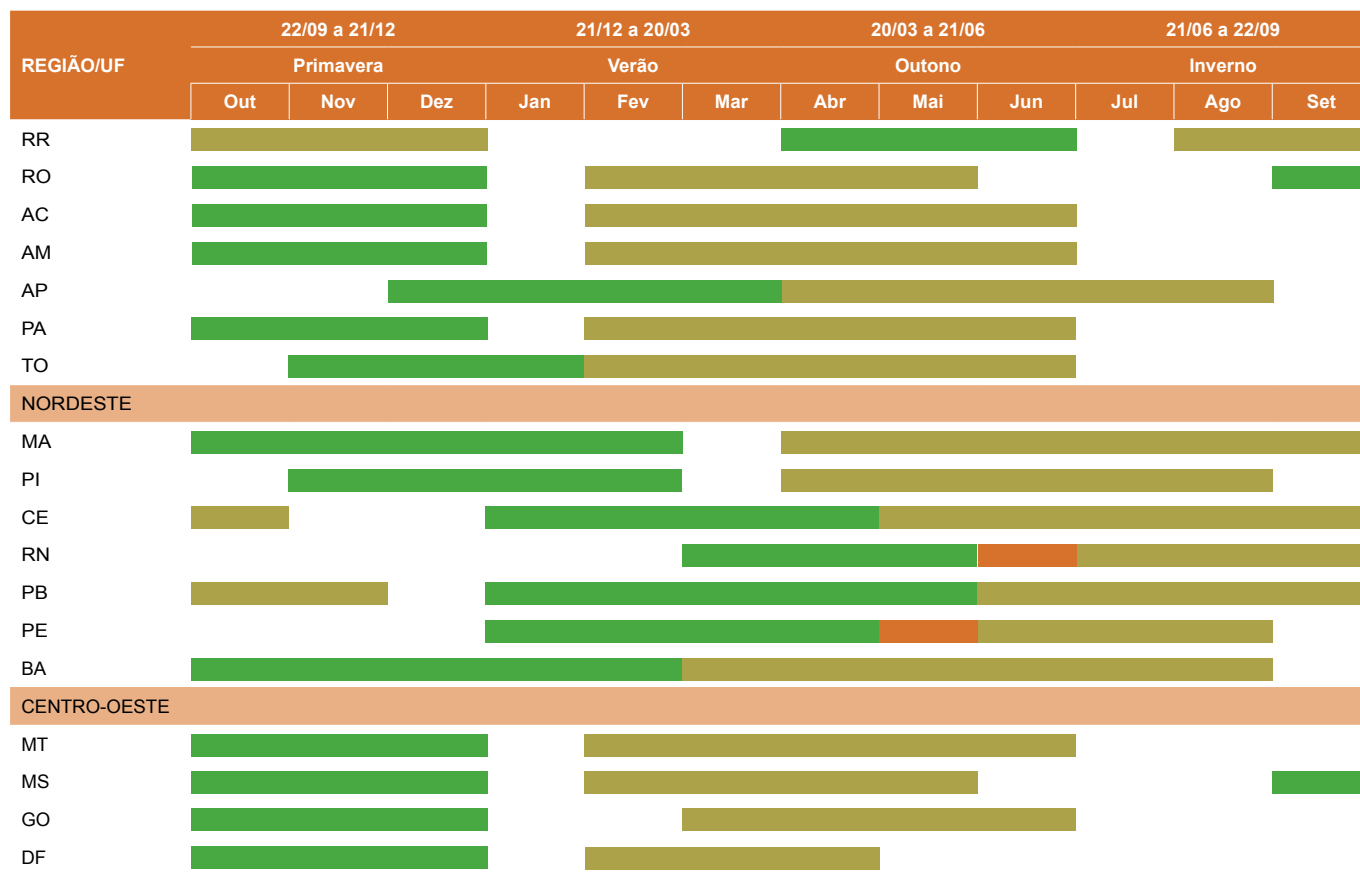 22/09 a 21/12 21/12 a 20/03 20/03 a 21/06 21/06 a 22/09
REGIÃO/UF Primavera Verão Outono Inverno
Out Nov Dez Jan Fev Mar Abr Mai Jun Jul Ago Set
RR
RO
AC
AM
AP
PA
TO
NORDESTE
MA
PI
CE
RN
PB
PE
BA
CENTRO-OESTE
MT
MS
GO
DF